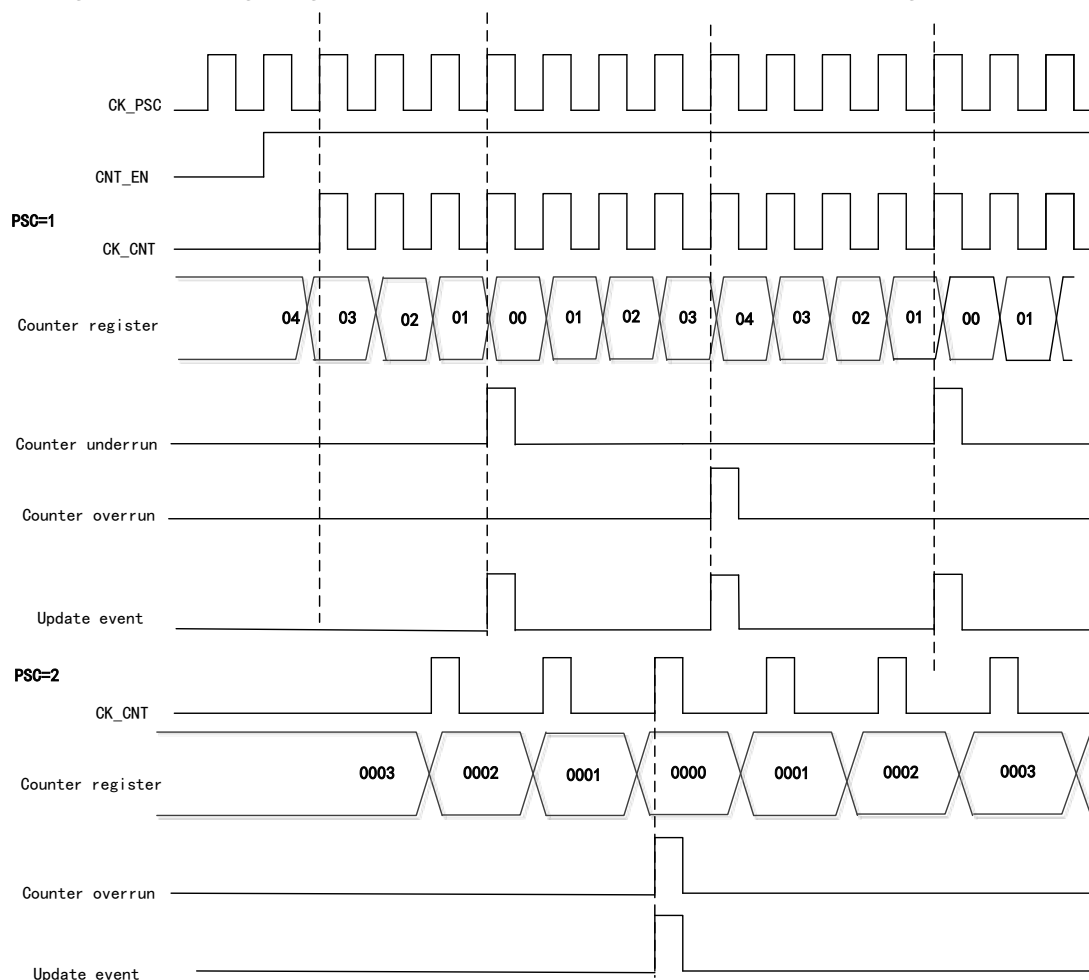 CK_PSC
CNT_EN
PSC=1
CK_CNT
Counter register 04 03 02 01 00 01 02 03 04 03 02 01 00 01
Counter underrun
Counter overrun
Update event
PSC=2
CK_CNT
Counter register 0003 0002 0001 0000 0001 0002 0003
Counter overrun
Update event